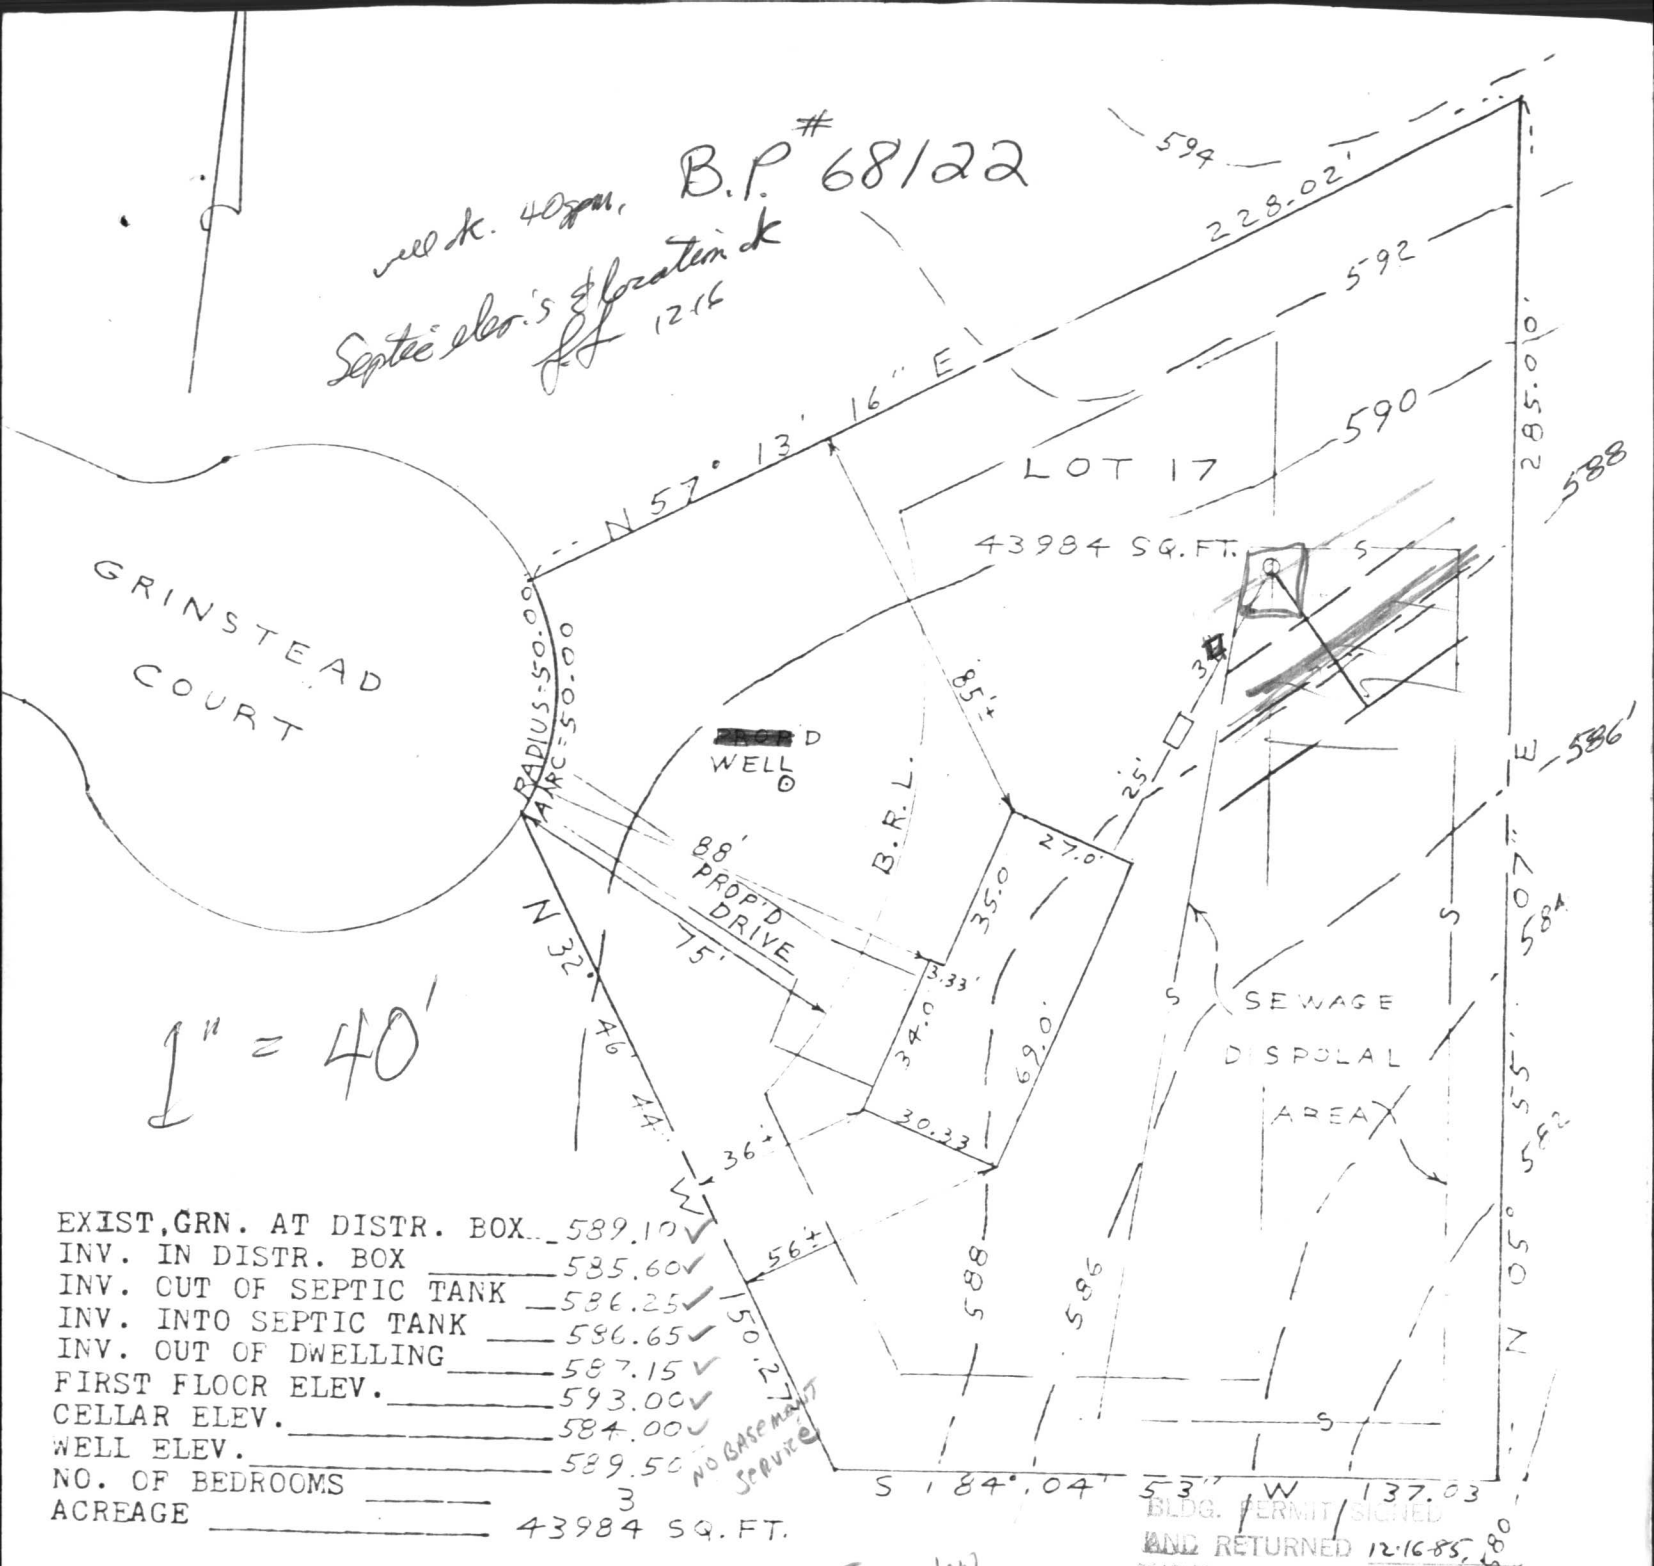 B.P. # 68122
well ok. 40gpm.
Septic elev.'s & location ok
12-16
594
228.02'
592
590
588
586'
584
582
580
N 57° 13' 16" E
285.00'
LOT 17
43984 SQ.FT.
S
GRINSTEAD
COURT
RADIUS=50.00
ARC=50.00
D
WELL
85'±
B.R.L.
3
25'
27.0'
35.0
3.33'
34.0
69.0'
30.33
88'
PROP'D
DRIVE
75'
N 32° 46' 44" W 150.27
1" = 40'
36'±
56'±
588
586
S
S
SEWAGE
DISPOLAL
AREA
N 05° 55' 07" E
S
S 84° 04' 53" W 137.03
EXIST,GRN. AT DISTR. BOX 589.10 ✓
INV. IN DISTR. BOX 585.60 ✓
INV. OUT OF SEPTIC TANK 586.25 ✓
INV. INTO SEPTIC TANK 586.65 ✓
INV. OUT OF DWELLING 587.15 ✓
FIRST FLOOR ELEV. 593.00 ✓
CELLAR ELEV. 584.00 ✓
WELL ELEV. 589.50
NO. OF BEDROOMS 3
ACREAGE 43984 SQ.FT.
NO BASEMENT
SERVICE
BLDG. PERMIT SIGNED
AND RETURNED 12-16-85